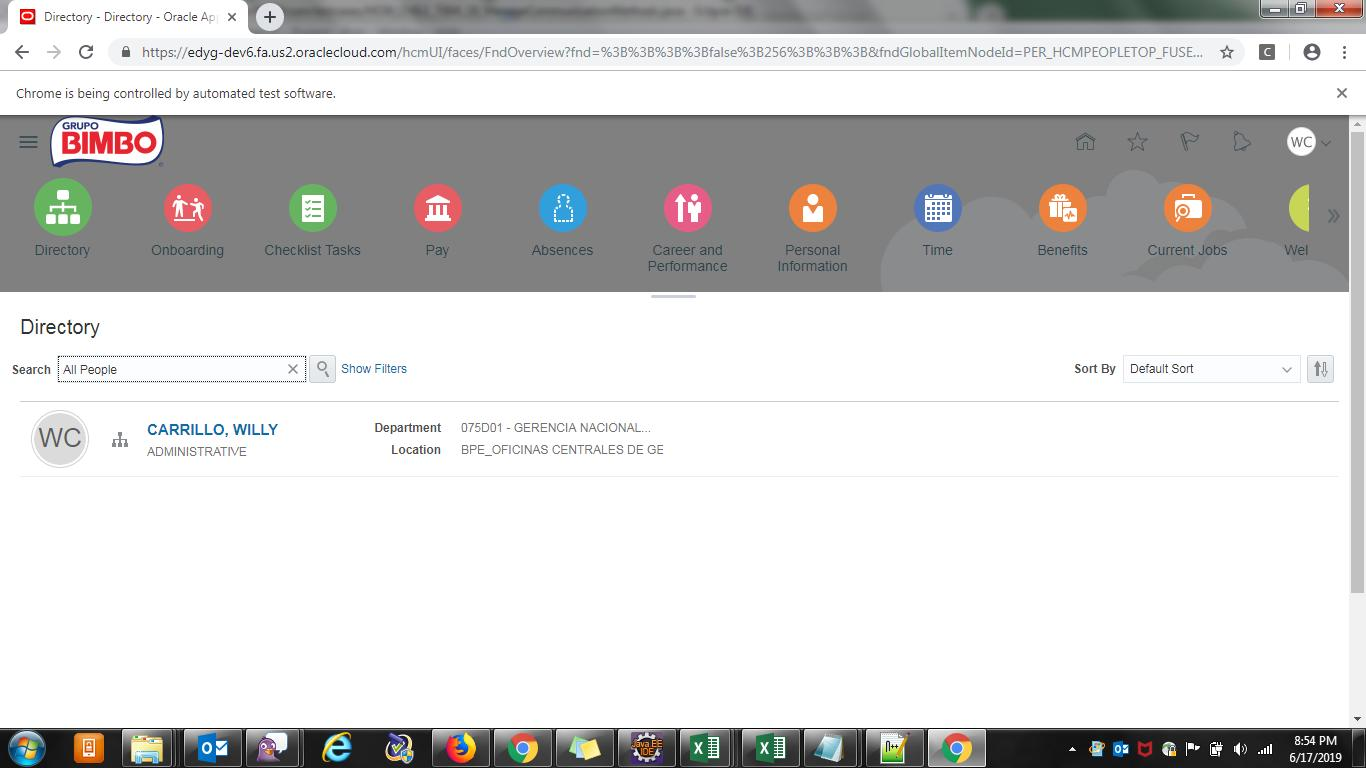 Directory - Directory - Oracle Ap
https://edyg-dev6.fa.us2.oraclecloud.com/hcmUI/faces/FndOverview?fnd=%3B%3B%3B%3Bfalse%3B256%3B%3B%3B&fndGlobalItemNodeId=PER_HCMPEOPLETOP_FUSE...
C
Chrome is being controlled by automated test software.
GRUPO
BIMBO
WC
Directory
Onboarding
Checklist Tasks
Pay
Absences
Career and
Performance
Personal
Information
Time
Benefits
Current Jobs
Wel
Directory
Search
All People
Show Filters
Sort By
Default Sort
WC
CARRILLO, WILLY
ADMINISTRATIVE
Department
075D01 - GERENCIA NACIONAL...
Location
BPE_OFICINAS CENTRALES DE GE
Java EE
IDE
8:54 PM
6/17/2019